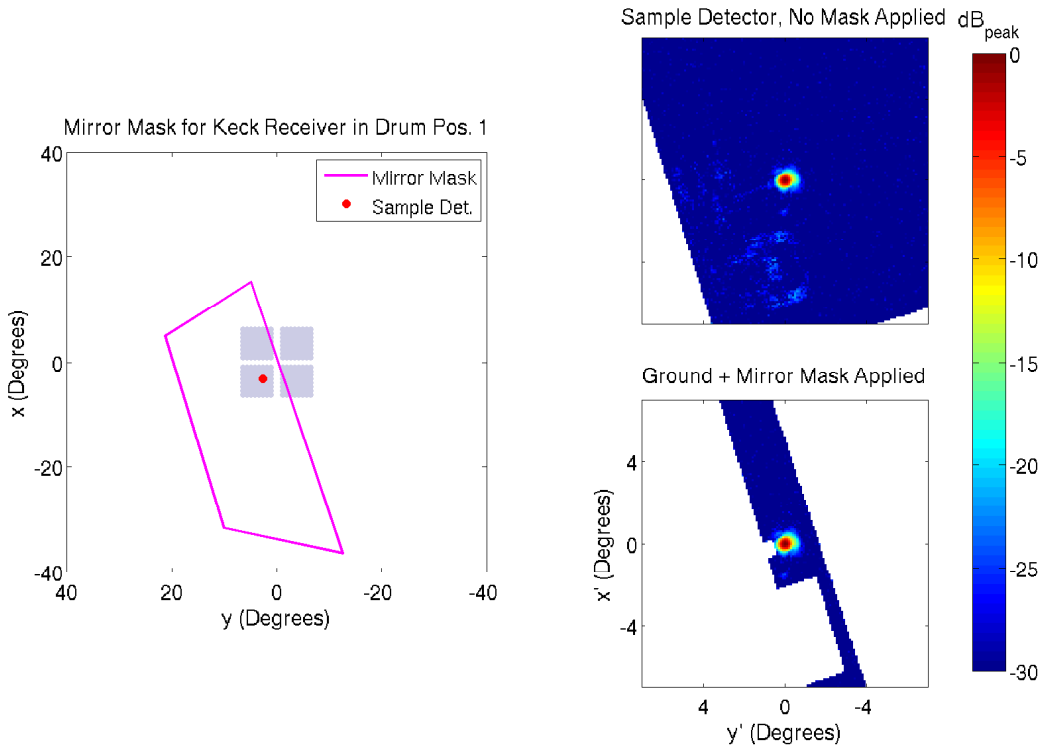 Sample Detector, No Mask Applied
dB_peak
0
-5
-10
-15
-20
-25
-30
Mirror Mask for Keck Receiver in Drum Pos. 1
Mirror Mask
Sample Det.
40
20
0
-20
-40
x (Degrees)
40 20 0 -20 -40
y (Degrees)
Ground + Mirror Mask Applied
4
0
-4
x' (Degrees)
4 0 -4
y' (Degrees)